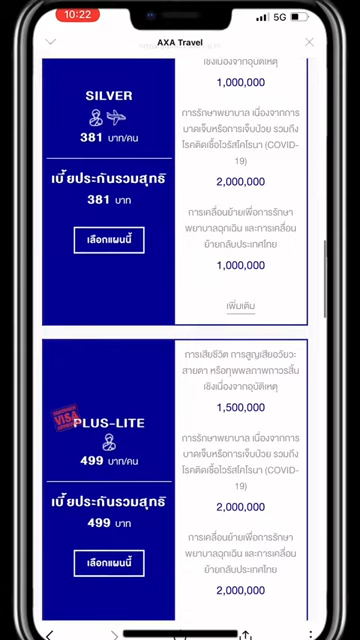 10:22
5G
AXA Travel
เชิงเนื่องจากอุบัติเหตุ
1,000,000
SILVER
381 บาท/คน
เบี้ยประกันรวมสุทธิ
381 บาท
เลือกแผนนี้
การรักษาพยาบาล เนื่องจากการ
บาดเจ็บหรือการเจ็บป่วย รวมถึง
โรคติดเชื้อไวรัสโคโรนา (COVID-
19)
2,000,000
การเคลื่อนย้ายเพื่อการรักษา
พยาบาลฉุกเฉิน และการเคลื่อน
ย้ายกลับประเทศไทย
1,000,000
เพิ่มเติม
VISA
PLUS-LITE
499 บาท/คน
เบี้ยประกันรวมสุทธิ
499 บาท
เลือกแผนนี้
การเสียชีวิต การสูญเสียอวัยวะ
สายตา หรือทุพพลภาพถาวรสิ้น
เชิงเนื่องจากอุบัติเหตุ
1,500,000
การรักษาพยาบาล เนื่องจากการ
บาดเจ็บหรือการเจ็บป่วย รวมถึง
โรคติดเชื้อไวรัสโคโรนา (COVID-
19)
2,000,000
การเคลื่อนย้ายเพื่อการรักษา
พยาบาลฉุกเฉิน และการเคลื่อน
ย้ายกลับประเทศไทย
2,000,000